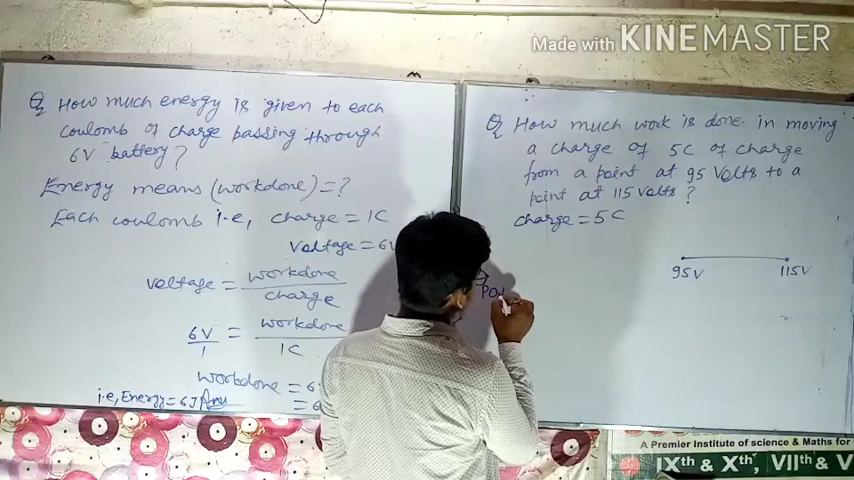 Made with KINEMASTER
Q How much energy is given to each
coulomb of charge passing through
6V battery?
Energy means (workdone) = ?
Each coulomb i.e, charge = 1C
Voltage = 6V
voltage = workdone
charge
6V = workdone
1 1C
workdone = 6
= 6
i.e, Energy = 6J Ans
Q How much work is done in moving
a charge of 5C of charge
from a point at 95 Volts to a
point at 115 volts ?
charge = 5C
95V 115V
A Premier Institute of Science & Maths for
IXth & Xth, VIIth & V